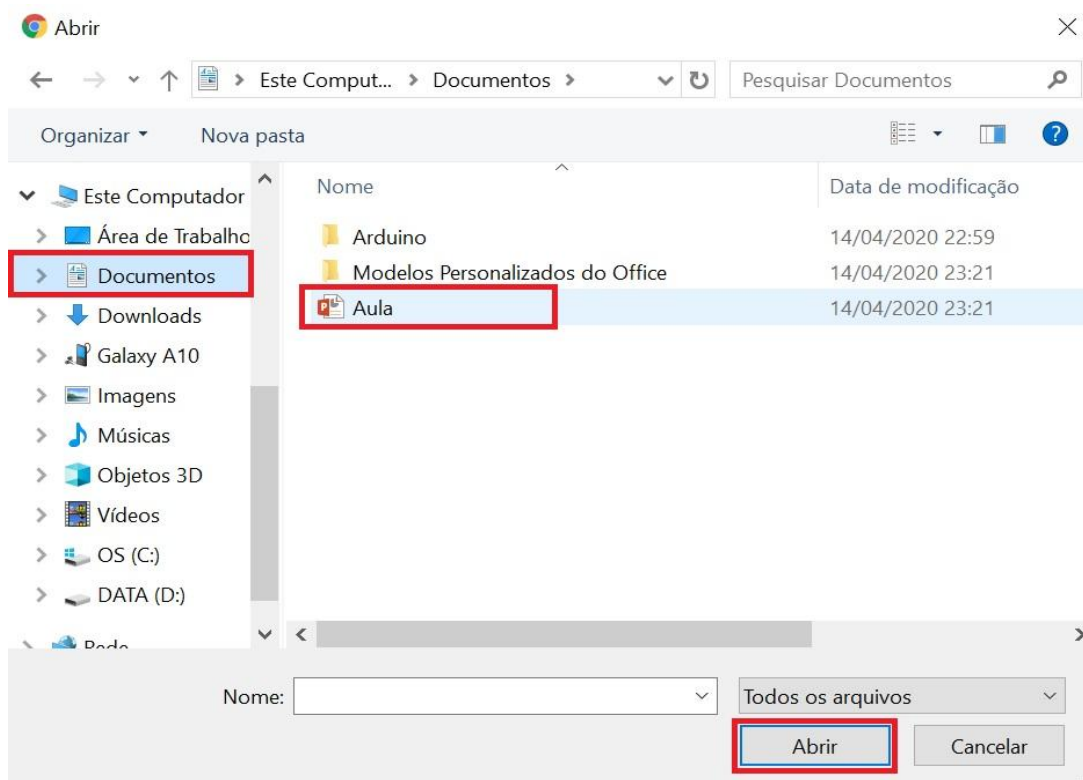 Abrir
Este Comput... > Documentos >
Pesquisar Documentos
Organizar
Nova pasta
?
Este Computador
Área de Trabalho
Documentos
Downloads
Galaxy A10
Imagens
Músicas
Objetos 3D
Vídeos
OS (C:)
DATA (D:)
Rede
Nome
Data de modificação
Arduino
14/04/2020 22:59
Modelos Personalizados do Office
14/04/2020 23:21
Aula
14/04/2020 23:21
Nome:
Todos os arquivos
Abrir
Cancelar